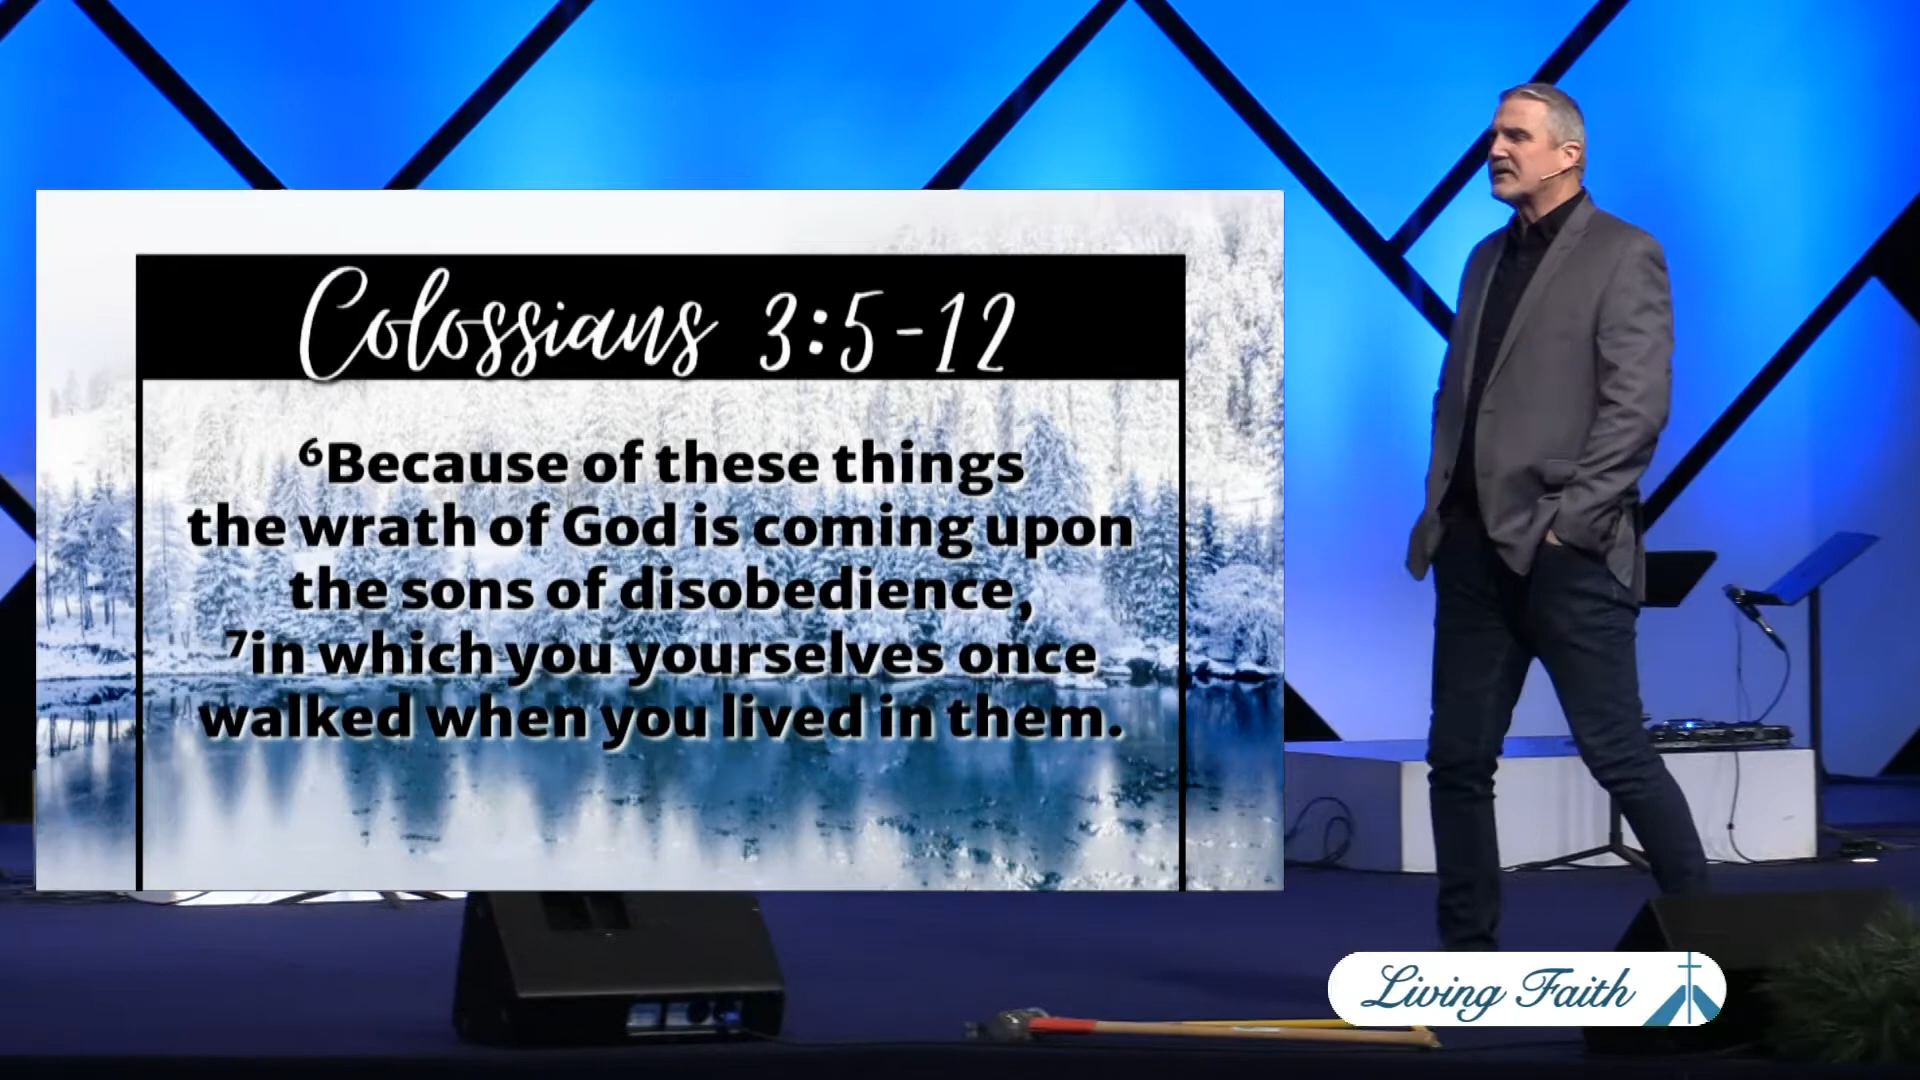 Colossians 3:5-12
⁶Because of these things
the wrath of God is coming upon
the sons of disobedience,
⁷in which you yourselves once
walked when you lived in them.
Living Faith